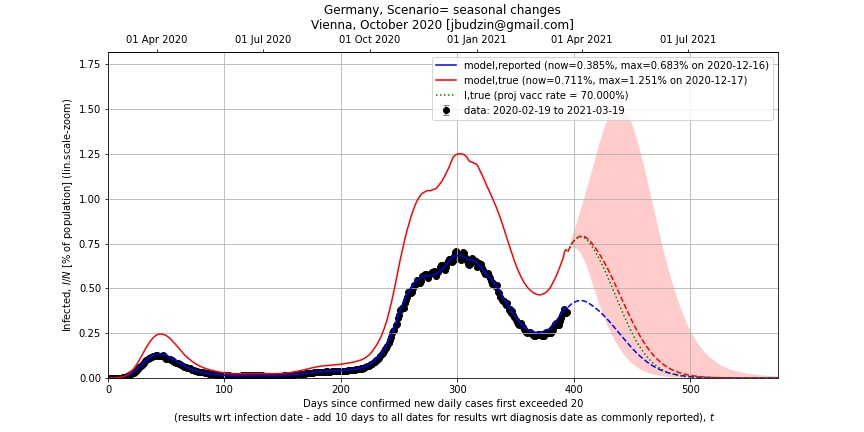 Germany, Scenario= seasonal changes
Vienna, October 2020 [jbudzin@gmail.com]
01 Apr 2020 01 Jul 2020 01 Oct 2020 01 Jan 2021 01 Apr 2021 01 Jul 2021
model,reported (now=0.385%, max=0.683% on 2020-12-16)
model,true (now=0.711%, max=1.251% on 2020-12-17)
I,true (proj vacc rate = 70.000%)
data: 2020-02-19 to 2021-03-19
Infected, I/N [% of population] (lin.scale-zoom)
1.75
1.50
1.25
1.00
0.75
0.50
0.25
0.00
0 100 200 300 400 500
Days since confirmed new daily cases first exceeded 20
(results wrt infection date - add 10 days to all dates for results wrt diagnosis date as commonly reported), t